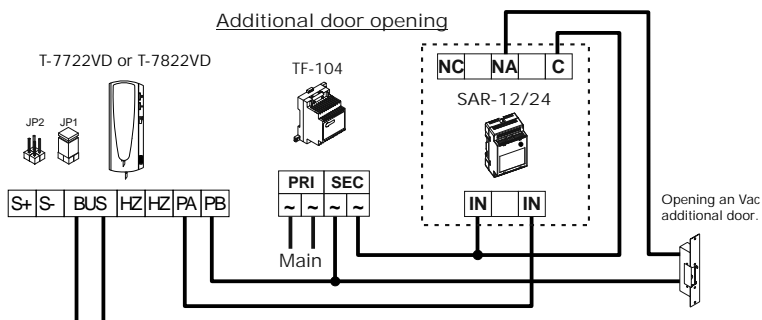 Additional door opening
T-7722VD or T-7822VD
TF-104
NC NA C
SAR-12/24
JP2 JP1
PRI SEC
S+ S- BUS HZ HZ PA PB
~ ~ ~ ~
IN IN
Main
Opening an Vac
additional door.